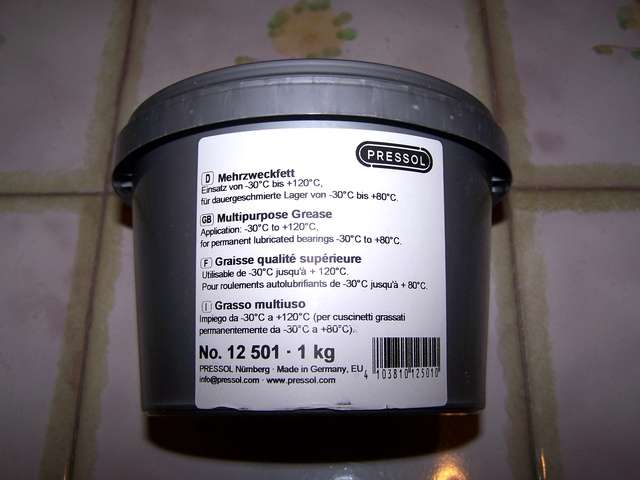 PRESSOL
D Mehrzweckfett
Einsatz von -30°C bis +120°C,
für dauergeschmierte Lager von -30°C bis +80°C.
GB Multipurpose Grease
Application: -30°C to +120°C,
for permanent lubricated bearings -30°C to +80°C.
F Graisse qualité supérieure
Utilisable de -30°C jusqu'à + 120°C.
Pour roulements autolubrifiants de -30°C jusqu'à + 80°C.
I Grasso multiuso
Impiego da -30°C a +120°C (per cuscinetti grassati
permanentemente da -30°C a +80°C).
No. 12 501 · 1 kg
PRESSOL Nürnberg · Made in Germany, EU
info@pressol.com · www.pressol.com
4 103810 125010